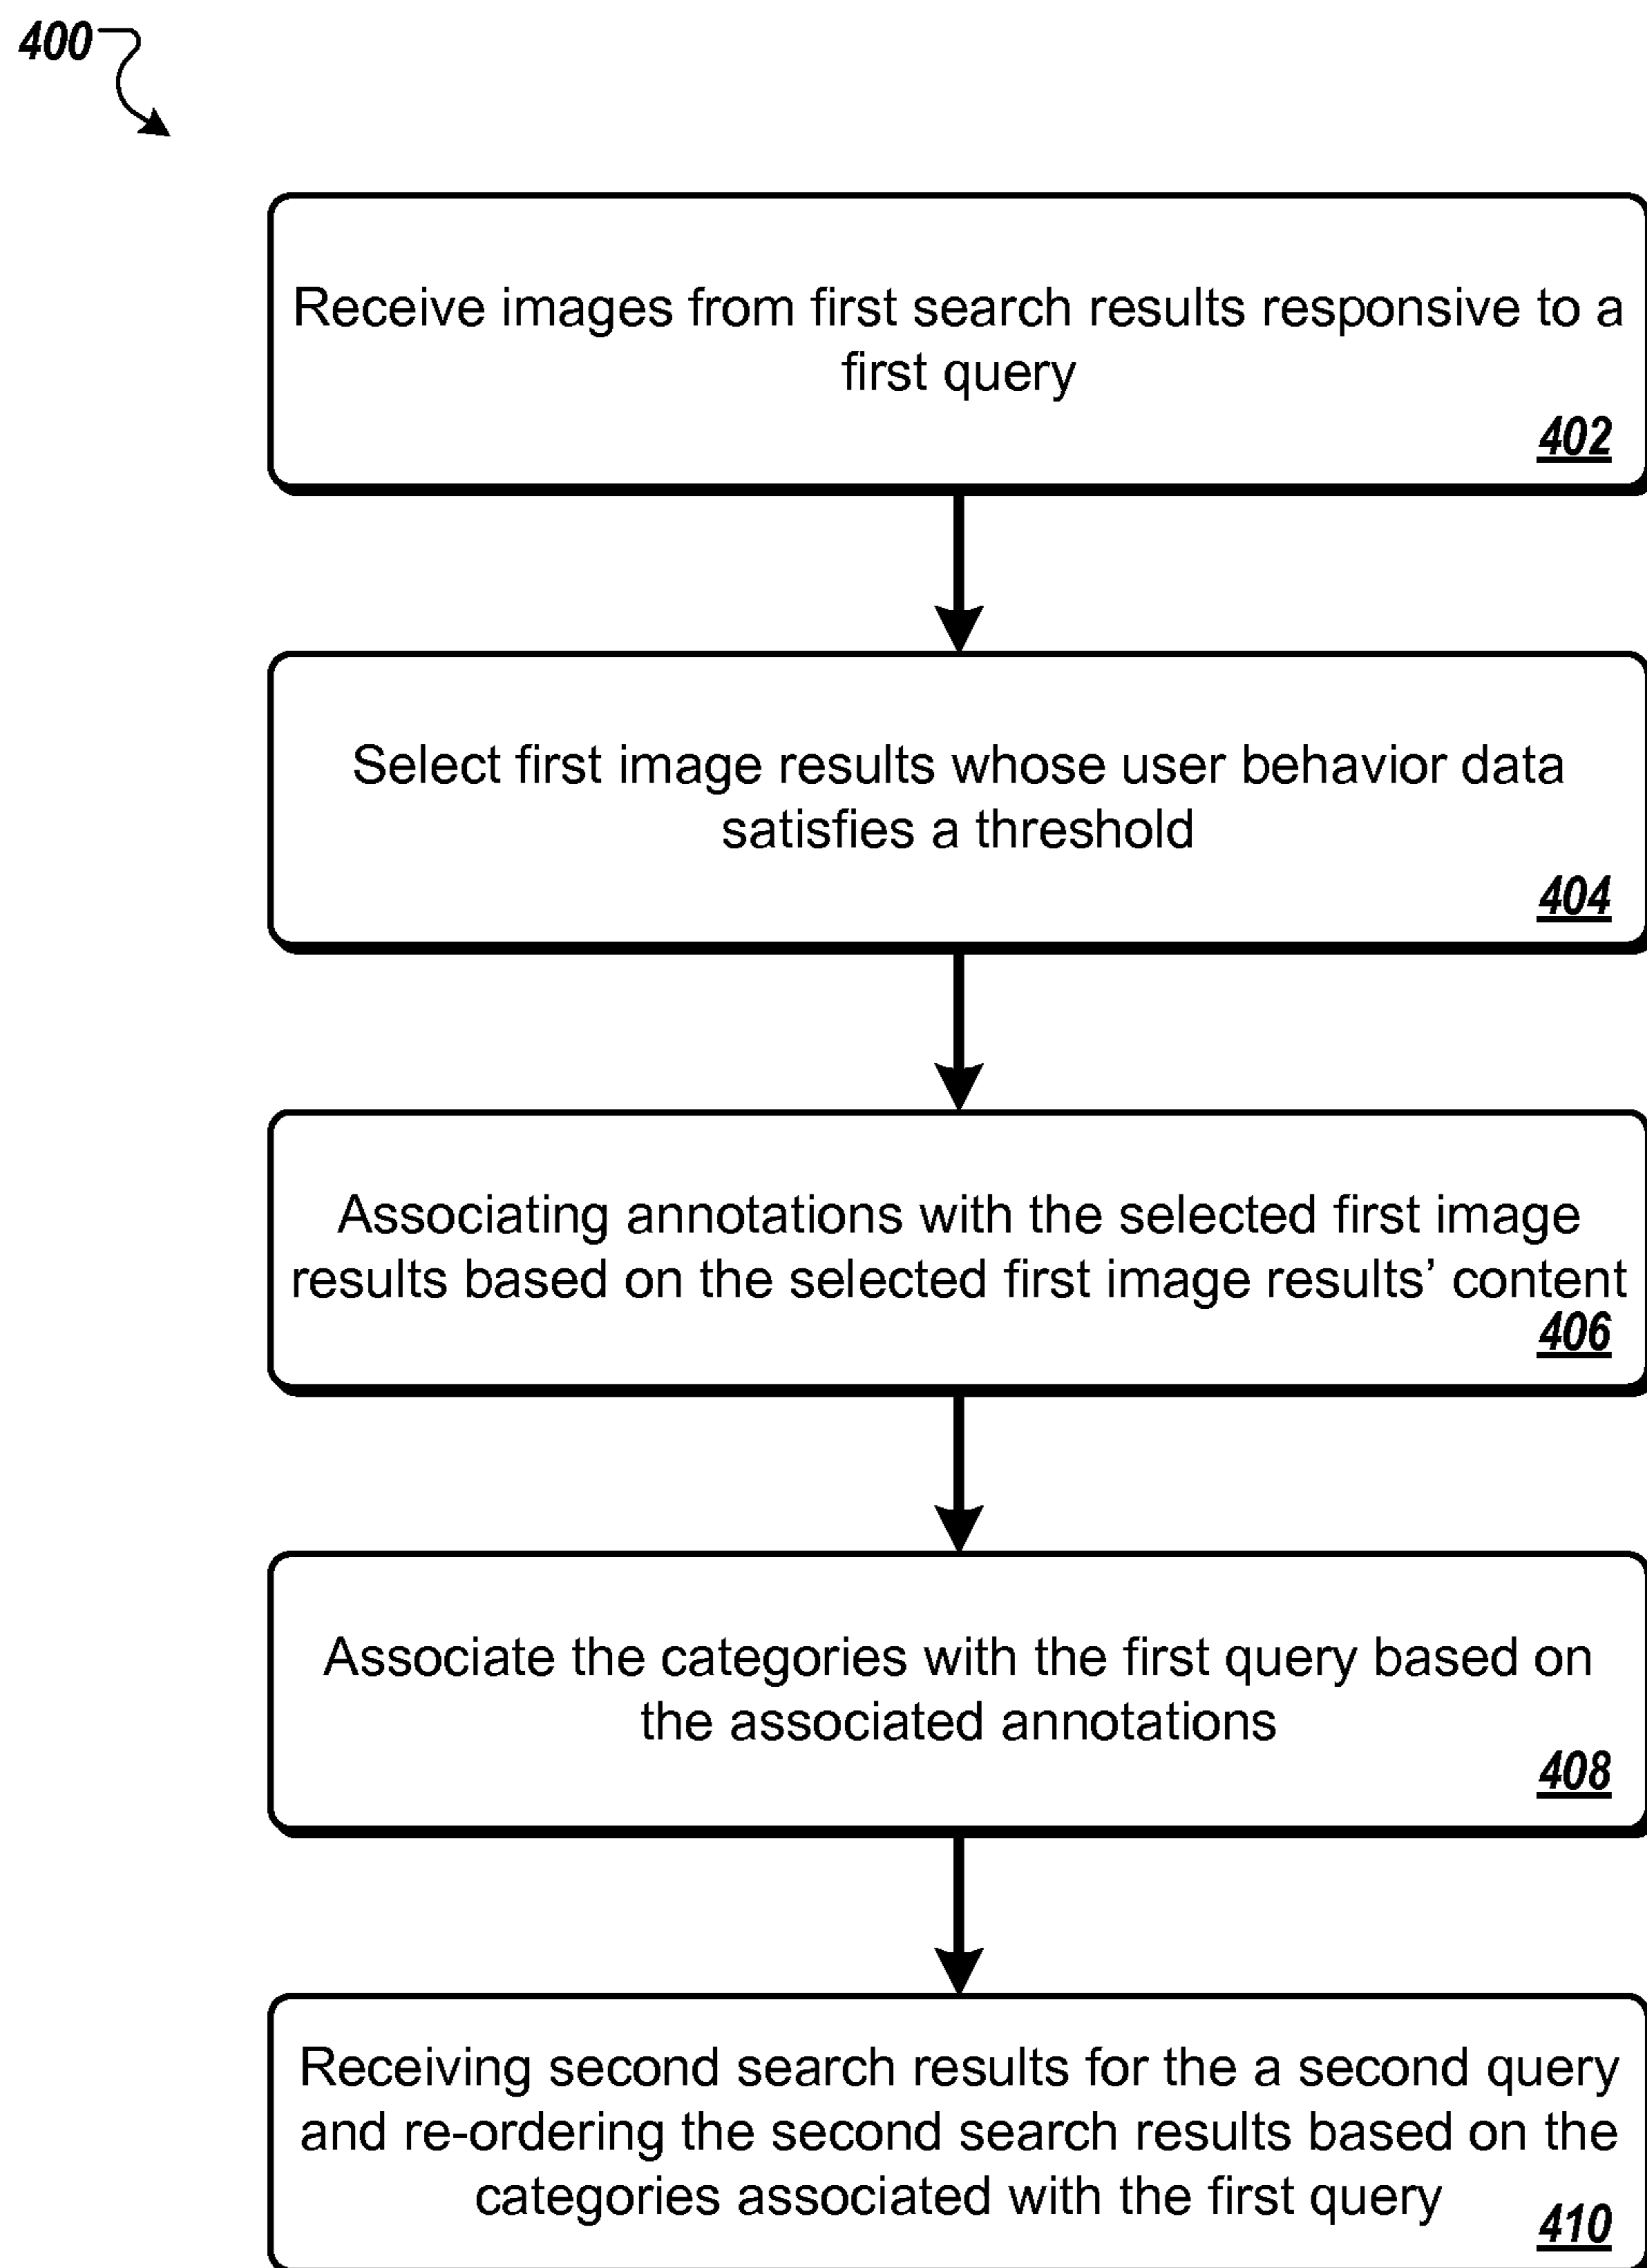 400
Receive images from first search results responsive to a
first query
402
Select first image results whose user behavior data
satisfies a threshold
404
Associating annotations with the selected first image
results based on the selected first image results’ content
406
Associate the categories with the first query based on
the associated annotations
408
Receiving second search results for the a second query
and re-ordering the second search results based on the
categories associated with the first query
410